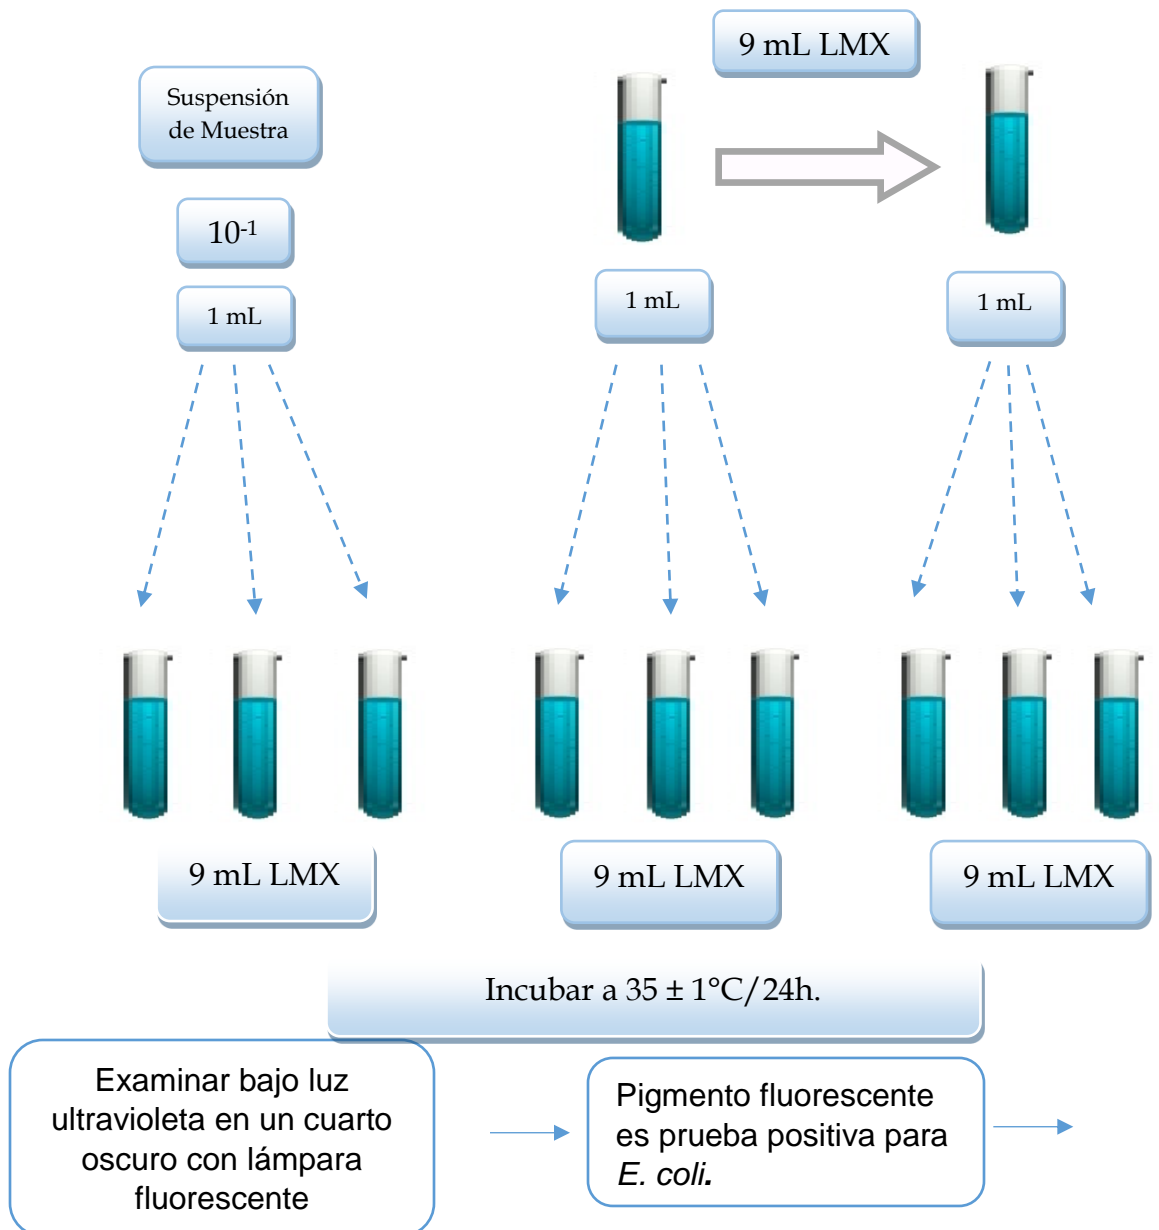 9 mL LMX
Suspensión
de Muestra
10-1
1 mL
1 mL
1 mL
9 mL LMX
9 mL LMX
9 mL LMX
Incubar a 35 ± 1°C/24h.
Examinar bajo luz
ultravioleta en un cuarto
oscuro con lámpara
fluorescente
Pigmento fluorescente
es prueba positiva para
E. coli.